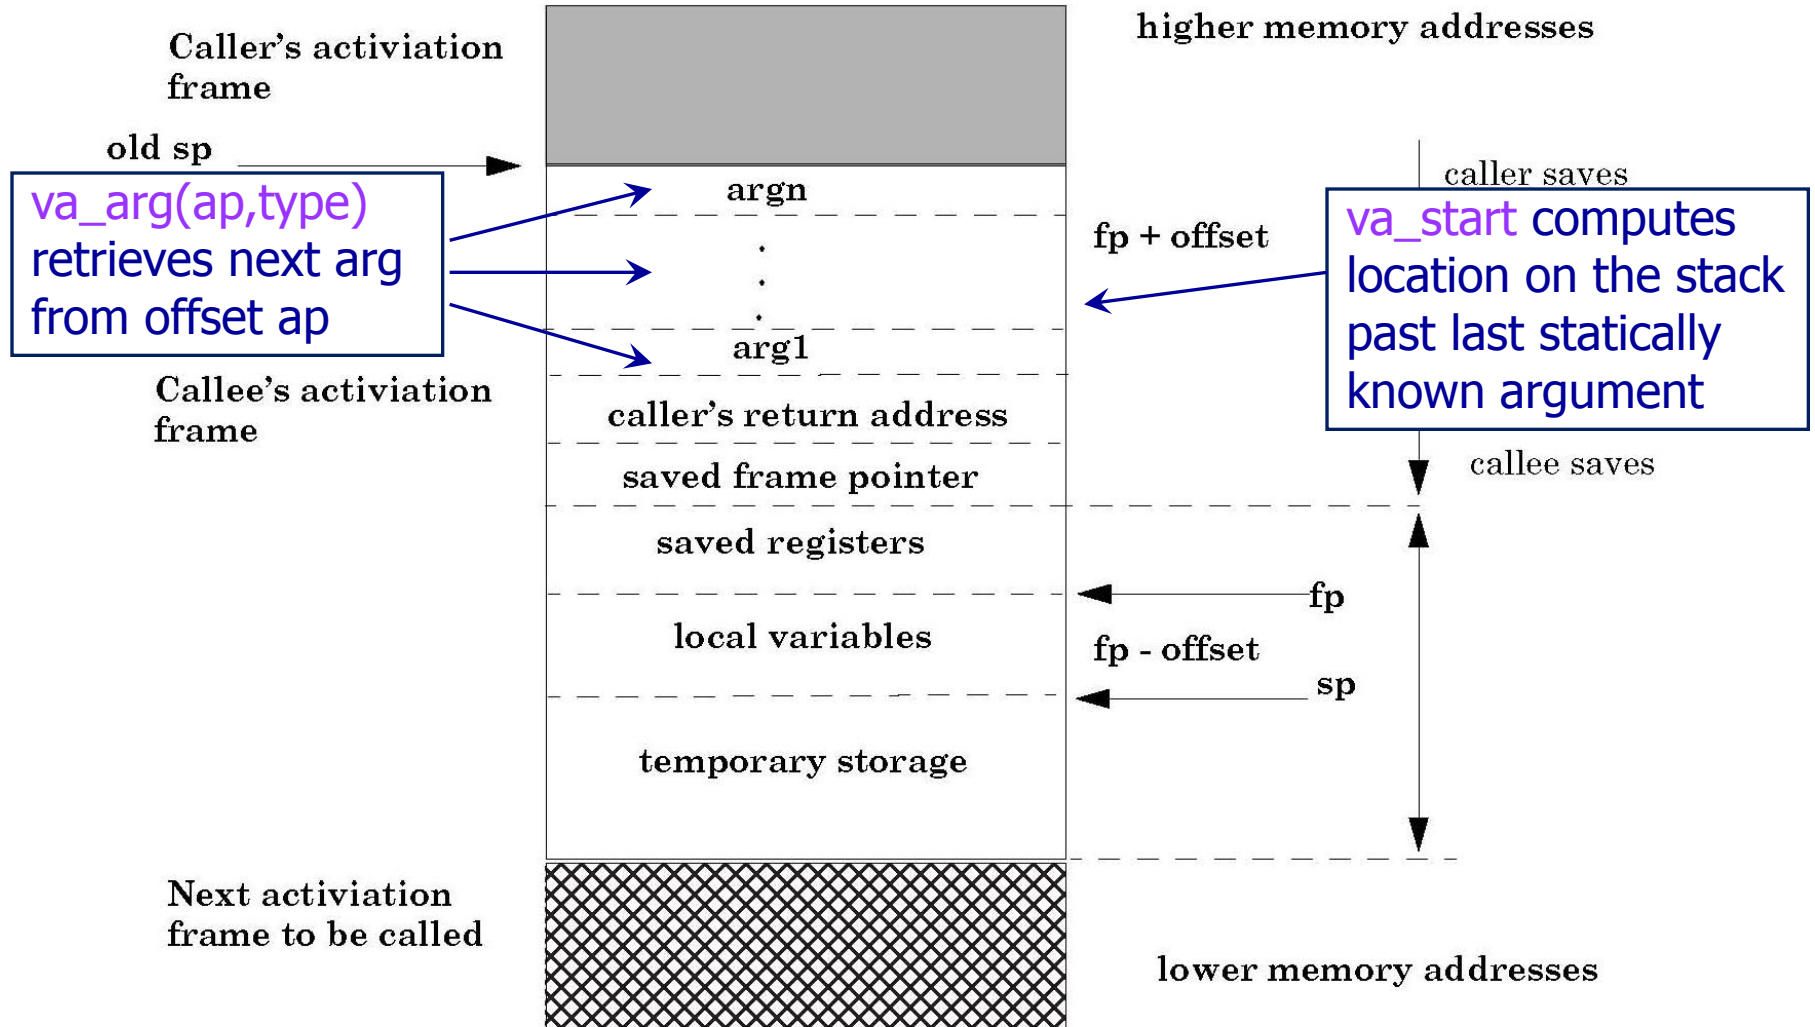 higher memory addresses
Caller's activiation
frame
old sp
va_arg(ap,type)
retrieves next arg
from offset ap
argn
.
.
.
arg1
fp + offset
caller saves
va_start computes
location on the stack
past last statically
known argument
callee saves
Callee's activiation
frame
caller's return address
saved frame pointer
saved registers
fp
local variables
fp - offset
sp
temporary storage
Next activiation
frame to be called
lower memory addresses